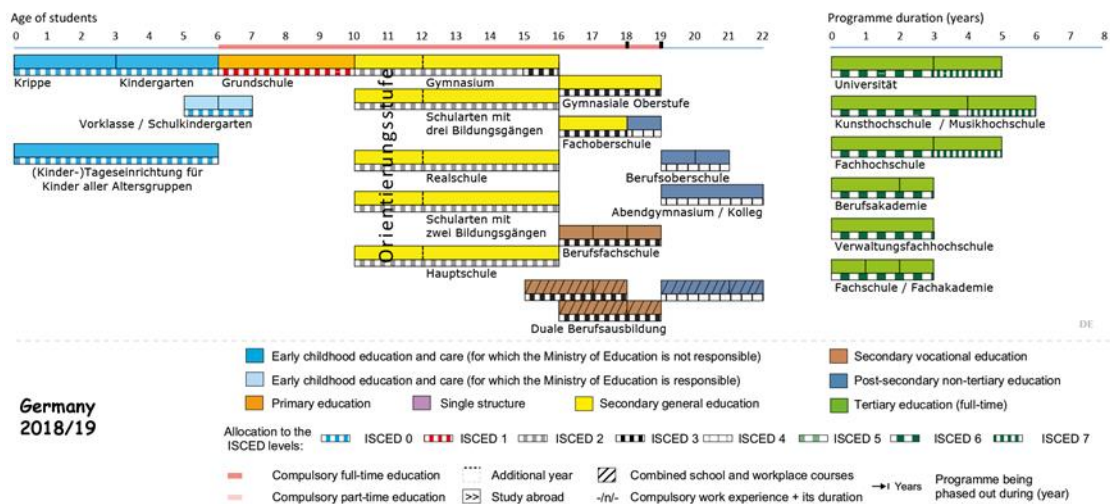 Age of students
Programme duration (years)
0 1 2 3 4 5 6 7 8 9 10 11 12 13 14 15 16 17 18 19 20 21 22
0 1 2 3 4 5 6 7 8
Krippe
Kindergarten
Grundschule
Gymnasium
Gymnasiale Oberstufe
Vorklasse / Schulkindergarten
Schularten mit
drei Bildungsgängen
Fachoberschule
(Kinder-)Tageseinrichtung für
Kinder aller Altersgruppen
Orientierungsstufe
Realschule
Berufsoberschule
Schularten mit
zwei Bildungsgängen
Abendgymnasium / Kolleg
Hauptschule
Berufsfachschule
Duale Berufsausbildung
Universität
Kunsthochschule / Musikhochschule
Fachhochschule
Berufsakademie
Verwaltungsfachhochschule
Fachschule / Fachakademie
DE
Germany
2018/19
Early childhood education and care (for which the Ministry of Education is not responsible)
Early childhood education and care (for which the Ministry of Education is responsible)
Primary education
Single structure
Secondary general education
Secondary vocational education
Post-secondary non-tertiary education
Tertiary education (full-time)
Allocation to the
ISCED levels:
ISCED 0
ISCED 1
ISCED 2
ISCED 3
ISCED 4
ISCED 5
ISCED 6
ISCED 7
Compulsory full-time education
Compulsory part-time education
Additional year
>> Study abroad
Combined school and workplace courses
-/n/- Compulsory work experience + its duration
Years
Programme being
phased out during (year)